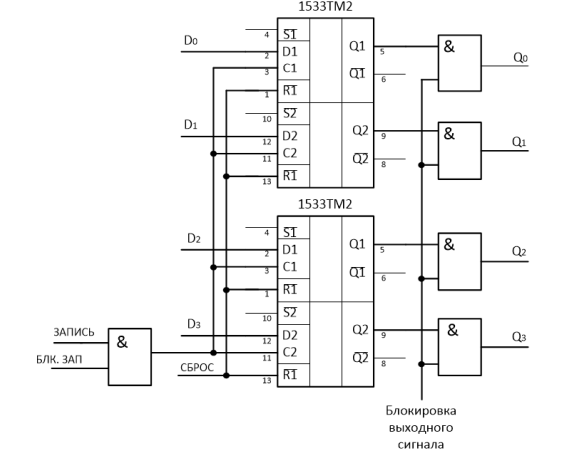 1533ТМ2
4 S1
D0 2 D1 Q1 5 & Q0
3 C1 Q1 6
1 R1
10 S2
D1 12 D2 Q2 9 & Q1
11 C2 Q2 8
13 R1
1533ТМ2
4 S1
D2 2 D1 Q1 5 & Q2
3 C1 Q1 6
1 R1
10 S2
D3 12 D2 Q2 9 & Q3
ЗАПИСЬ &
БЛК. ЗАП 11 C2 Q2 8
СБРОС 13 R1
Блокировка
выходного
сигнала